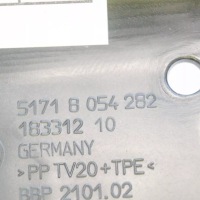 5171 8 054 282
183312 10
GERMANY
>PP TV20+TPE<
BBP 2101.02